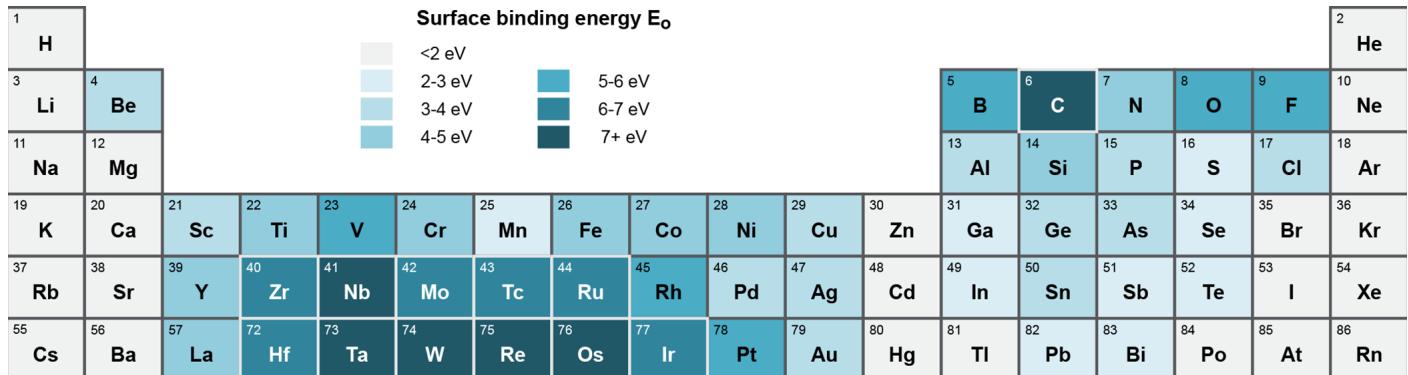 Surface binding energy Eo
<2 eV
2-3 eV 5-6 eV
3-4 eV 6-7 eV
4-5 eV 7+ eV
1 2
H He
3 4 5 6 7 8 9 10
Li Be B C N O F Ne
11 12 13 14 15 16 17 18
Na Mg Al Si P S Cl Ar
19 20 21 22 23 24 25 26 27 28 29 30 31 32 33 34 35 36
K Ca Sc Ti V Cr Mn Fe Co Ni Cu Zn Ga Ge As Se Br Kr
37 38 39 40 41 42 43 44 45 46 47 48 49 50 51 52 53 54
Rb Sr Y Zr Nb Mo Tc Ru Rh Pd Ag Cd In Sn Sb Te I Xe
55 56 57 72 73 74 75 76 77 78 79 80 81 82 83 84 85 86
Cs Ba La Hf Ta W Re Os Ir Pt Au Hg Tl Pb Bi Po At Rn